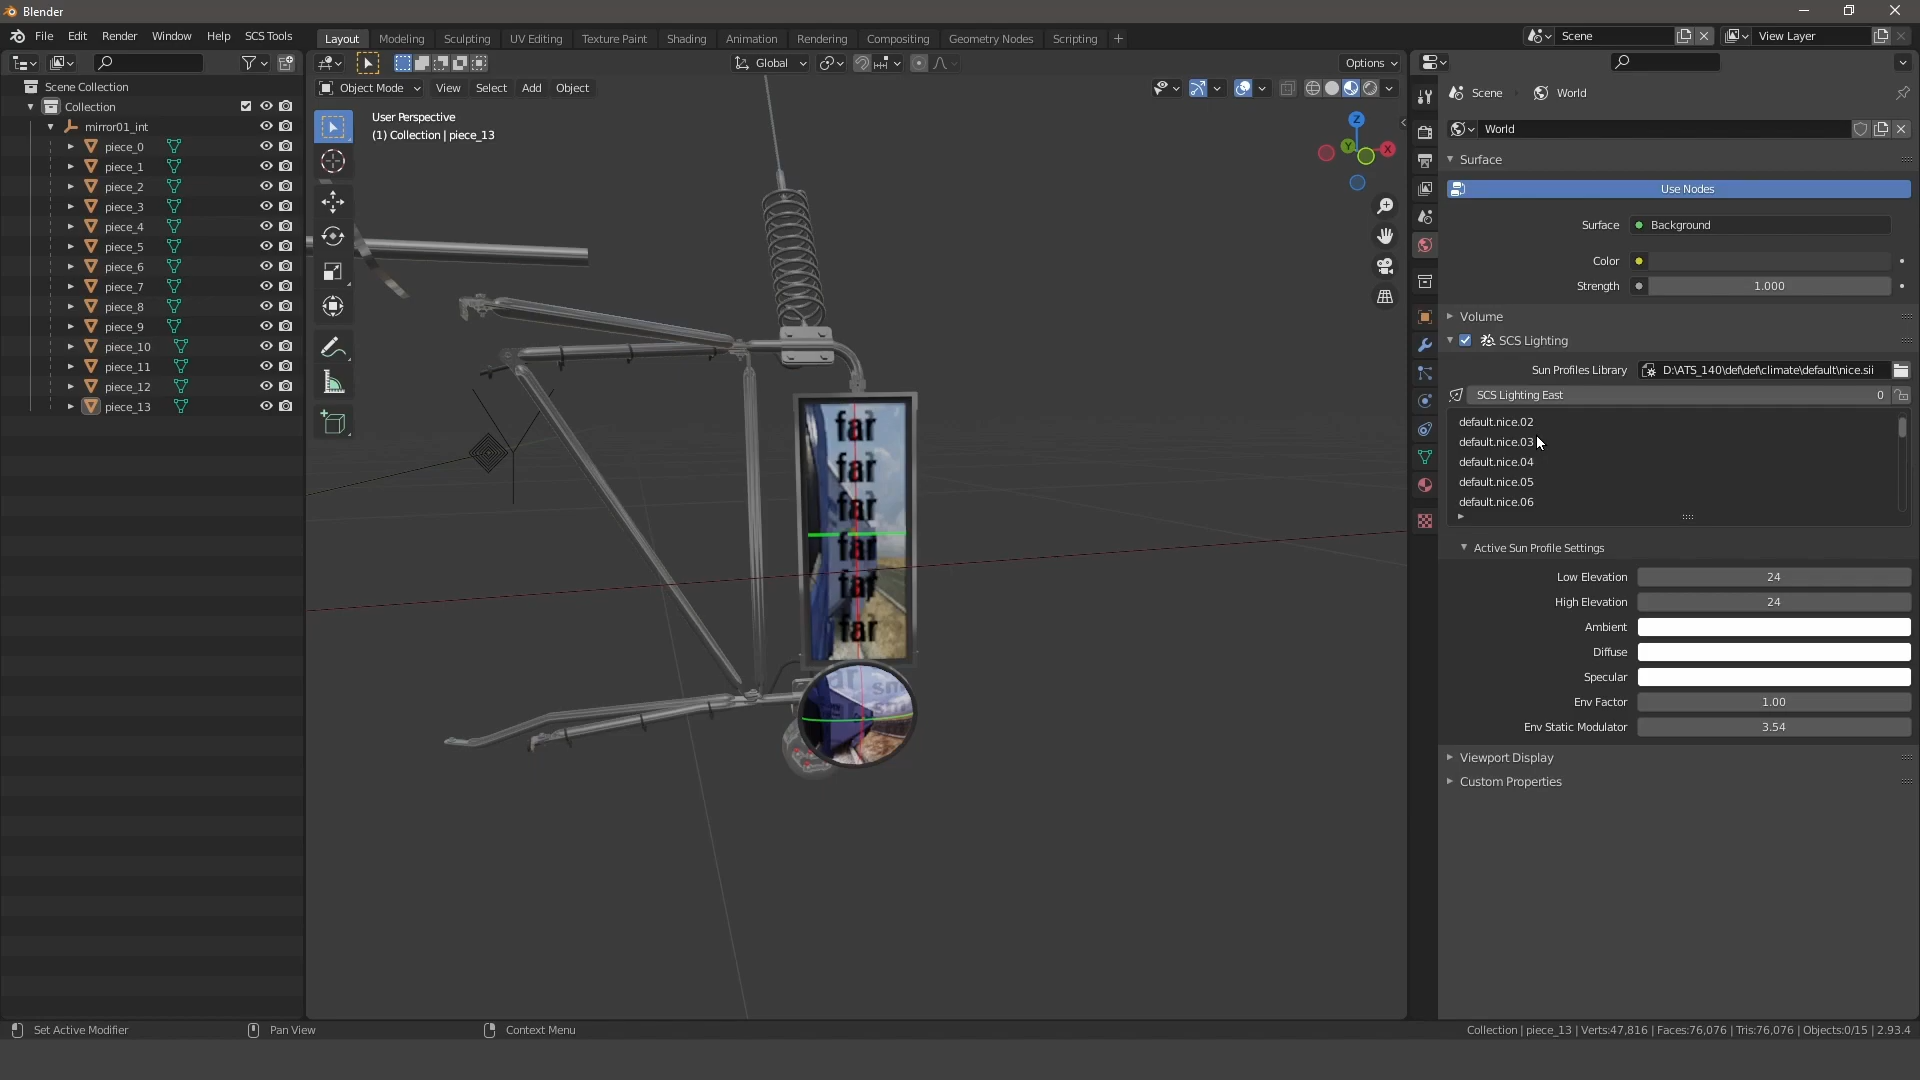 Blender
File Edit Render Window Help SCS Tools
Layout Modeling Sculpting UV Editing Texture Paint Shading Animation Rendering Compositing Geometry Nodes Scripting +
Scene
View Layer
Global
Options
Object Mode View Select Add Object
Scene Collection
Collection
mirror01_int
piece_0
piece_1
piece_2
piece_3
piece_4
piece_5
piece_6
piece_7
piece_8
piece_9
piece_10
piece_11
piece_12
piece_13
User Perspective
(1) Collection | piece_13
Z
Y
X
far
far
far
far
far
far
Scene World
World
Surface
Use Nodes
Surface Background
Color
Strength 1.000
Volume
SCS Lighting
Sun Profiles Library D:\ATS_140\def\def\climate\default\nice.sii
SCS Lighting East 0
default.nice.02
default.nice.03
default.nice.04
default.nice.05
default.nice.06
Active Sun Profile Settings
Low Elevation 24
High Elevation 24
Ambient
Diffuse
Specular
Env Factor 1.00
Env Static Modulator 3.54
Viewport Display
Custom Properties
Set Active Modifier Pan View Context Menu
Collection | piece_13 | Verts:47,816 | Faces:76,076 | Tris:76,076 | Objects:0/15 | 2.93.4